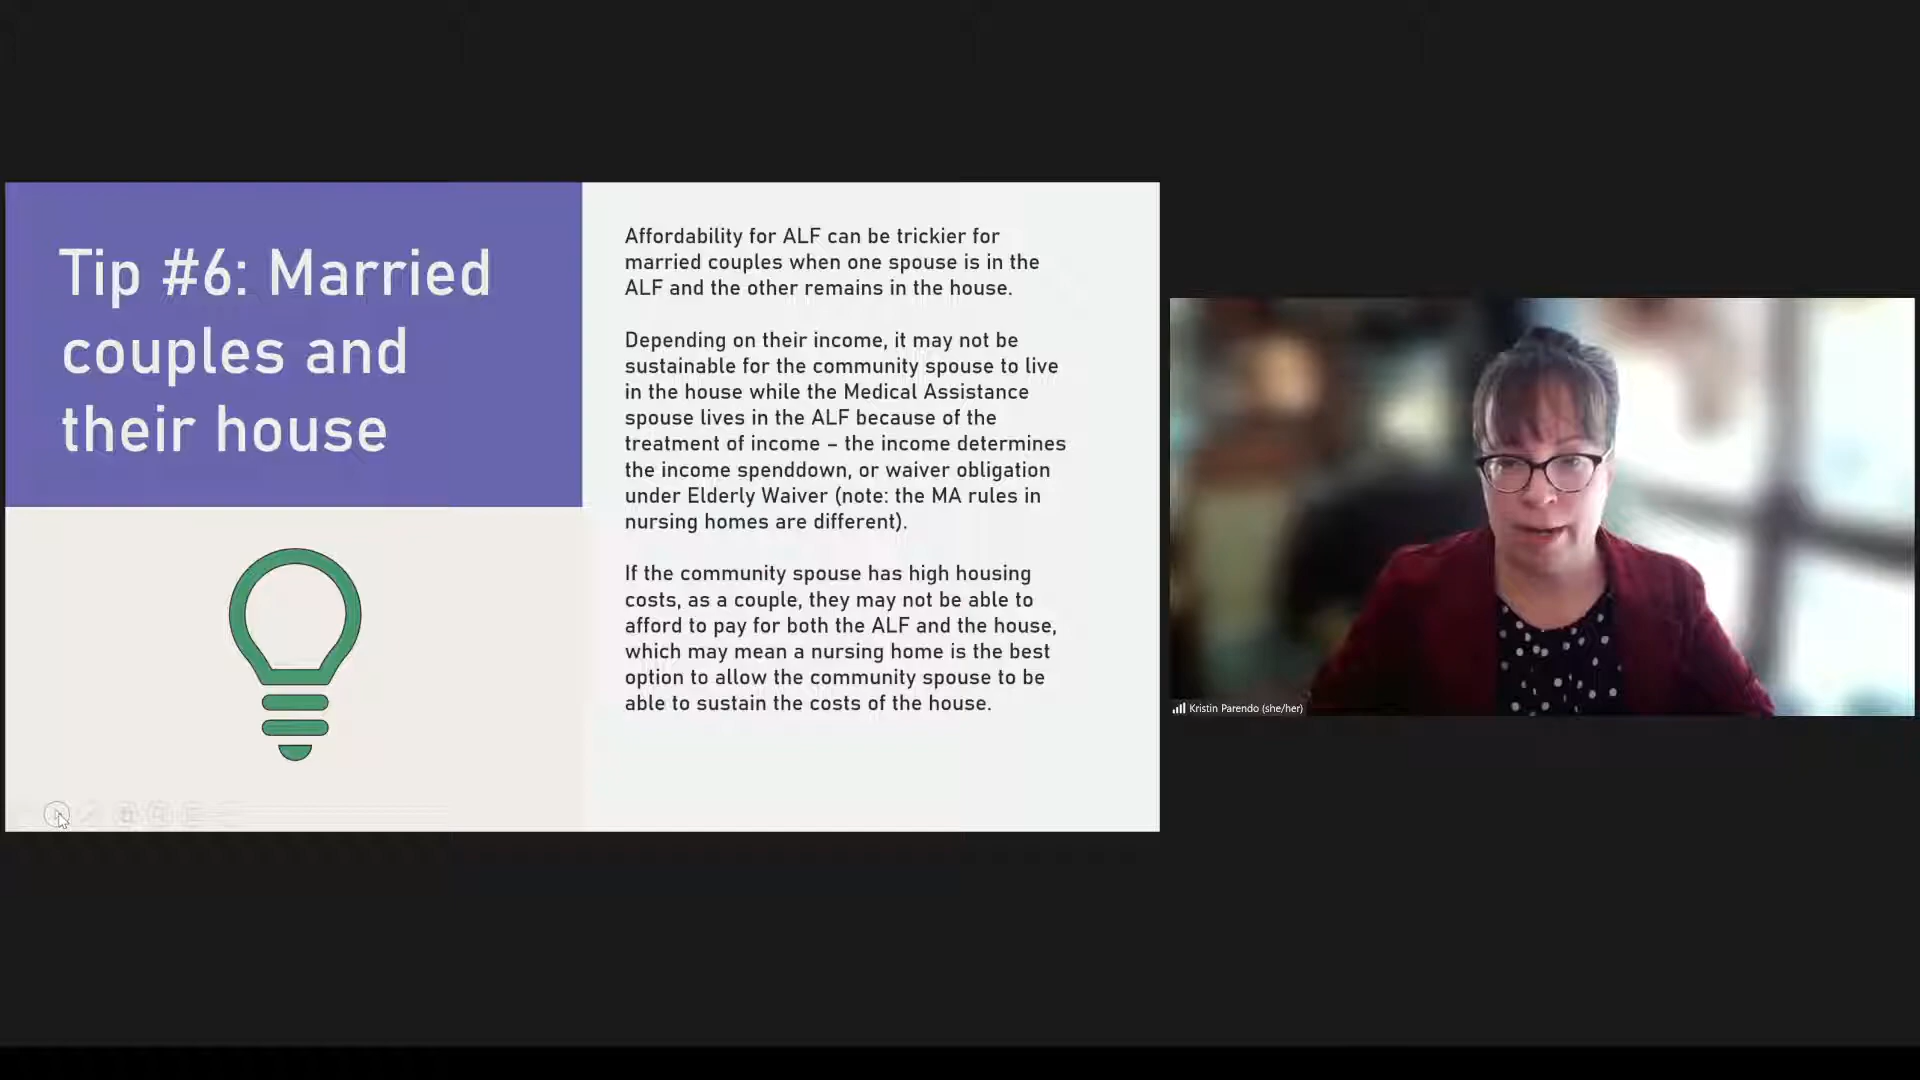 Tip #6: Married
couples and
their house
Affordability for ALF can be trickier for
married couples when one spouse is in the
ALF and the other remains in the house.
Depending on their income, it may not be
sustainable for the community spouse to live
in the house while the Medical Assistance
spouse lives in the ALF because of the
treatment of income – the income determines
the income spenddown, or waiver obligation
under Elderly Waiver (note: the MA rules in
nursing homes are different).
If the community spouse has high housing
costs, as a couple, they may not be able to
afford to pay for both the ALF and the house,
which may mean a nursing home is the best
option to allow the community spouse to be
able to sustain the costs of the house.
Kristin Parendo (she/her)